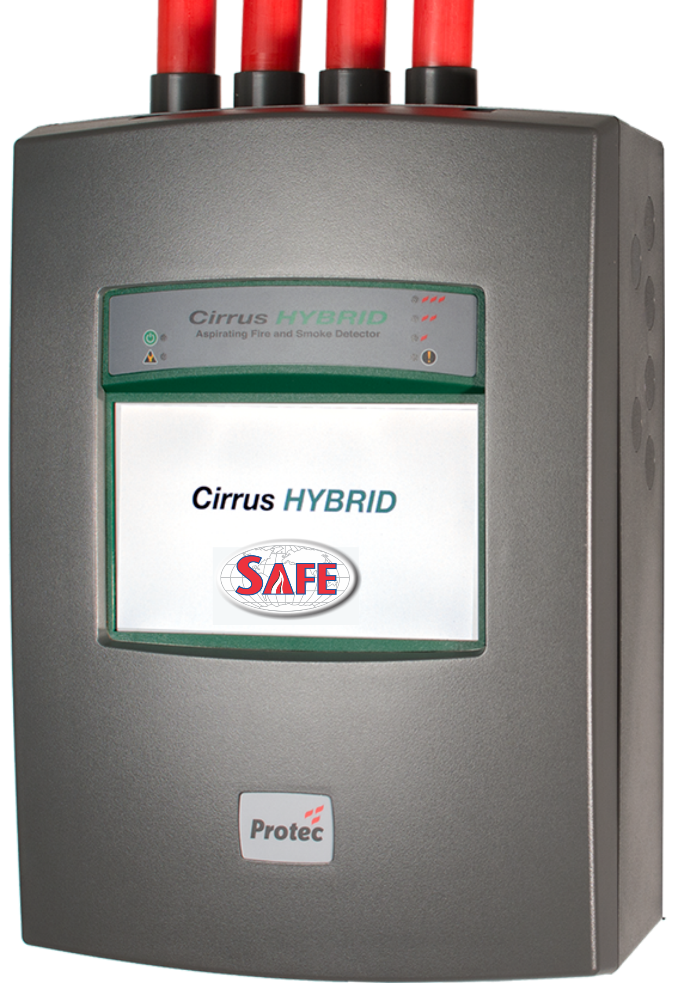 Cirrus HYBRID
Aspirating Fire and Smoke Detector
Cirrus HYBRID
SAFE
Protec